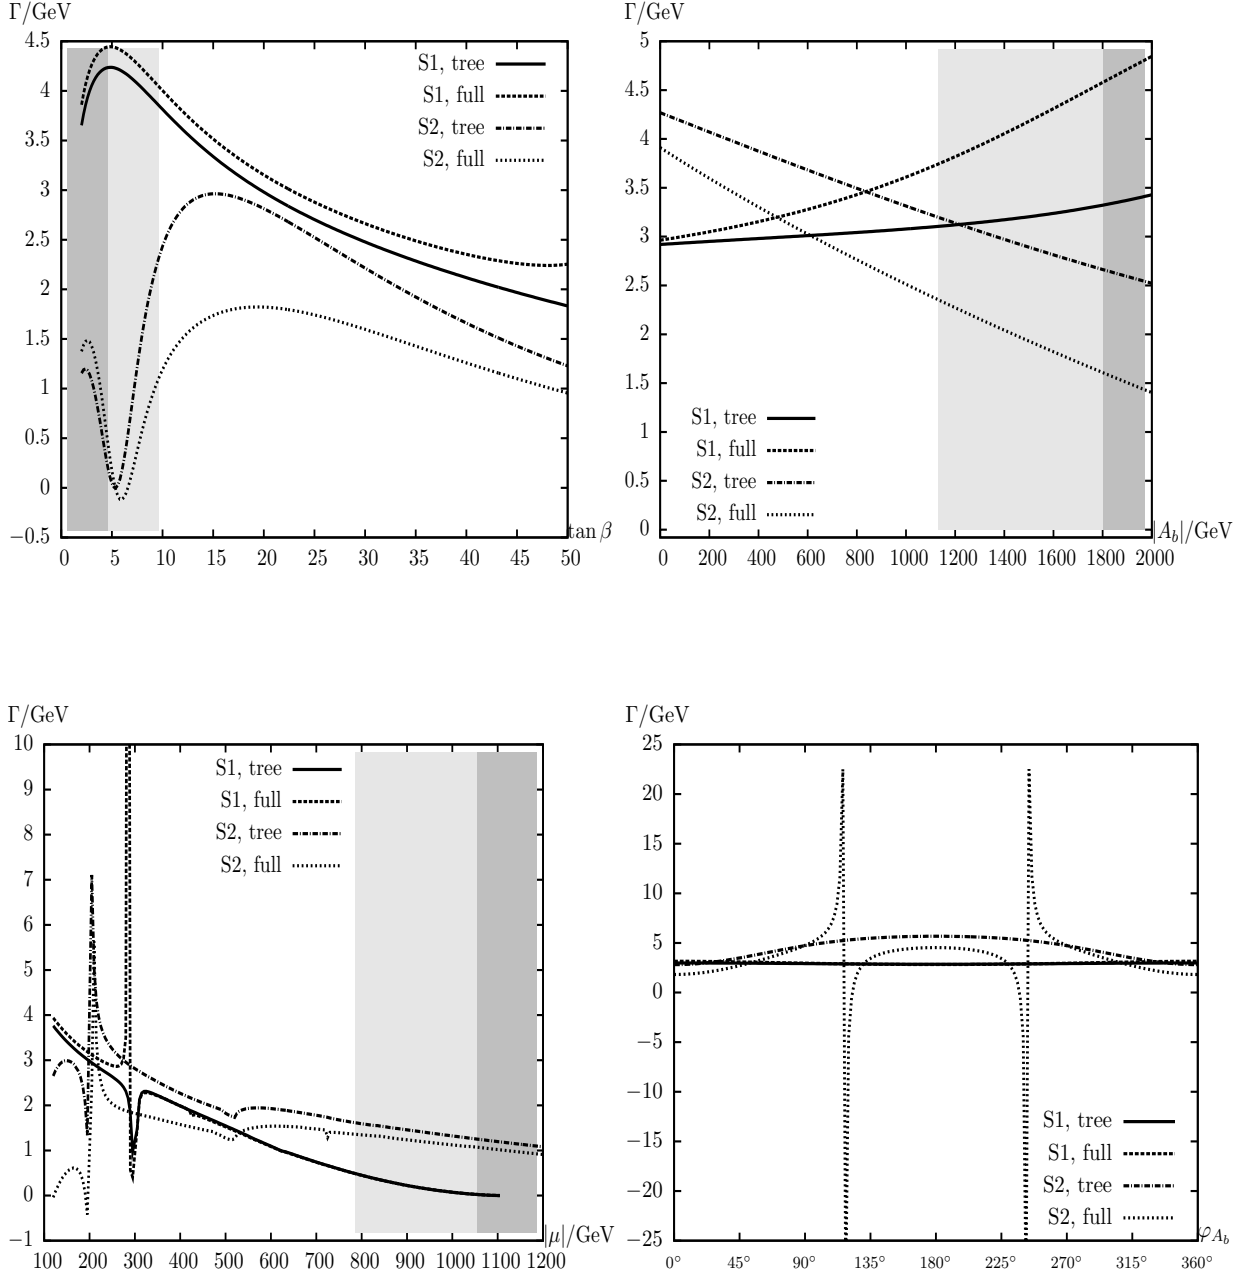 Γ/GeV
4.5
4
3.5
3
2.5
2
1.5
1
0.5
0
−0.5
S1, tree
S1, full
S2, tree
S2, full
0 5 10 15 20 25 30 35 40 45 50
tan β
Γ/GeV
5
4.5
4
3.5
3
2.5
2
1.5
1
0.5
0
S1, tree
S1, full
S2, tree
S2, full
0 200 400 600 800 1000 1200 1400 1600 1800 2000
|A_b|/GeV
Γ/GeV
10
9
8
7
6
5
4
3
2
1
0
−1
S1, tree
S1, full
S2, tree
S2, full
100 200 300 400 500 600 700 800 900 1000 1100 1200
|μ|/GeV
Γ/GeV
25
20
15
10
5
0
−5
−10
−15
−20
−25
S1, tree
S1, full
S2, tree
S2, full
0° 45° 90° 135° 180° 225° 270° 315° 360°
φ_{A_b}